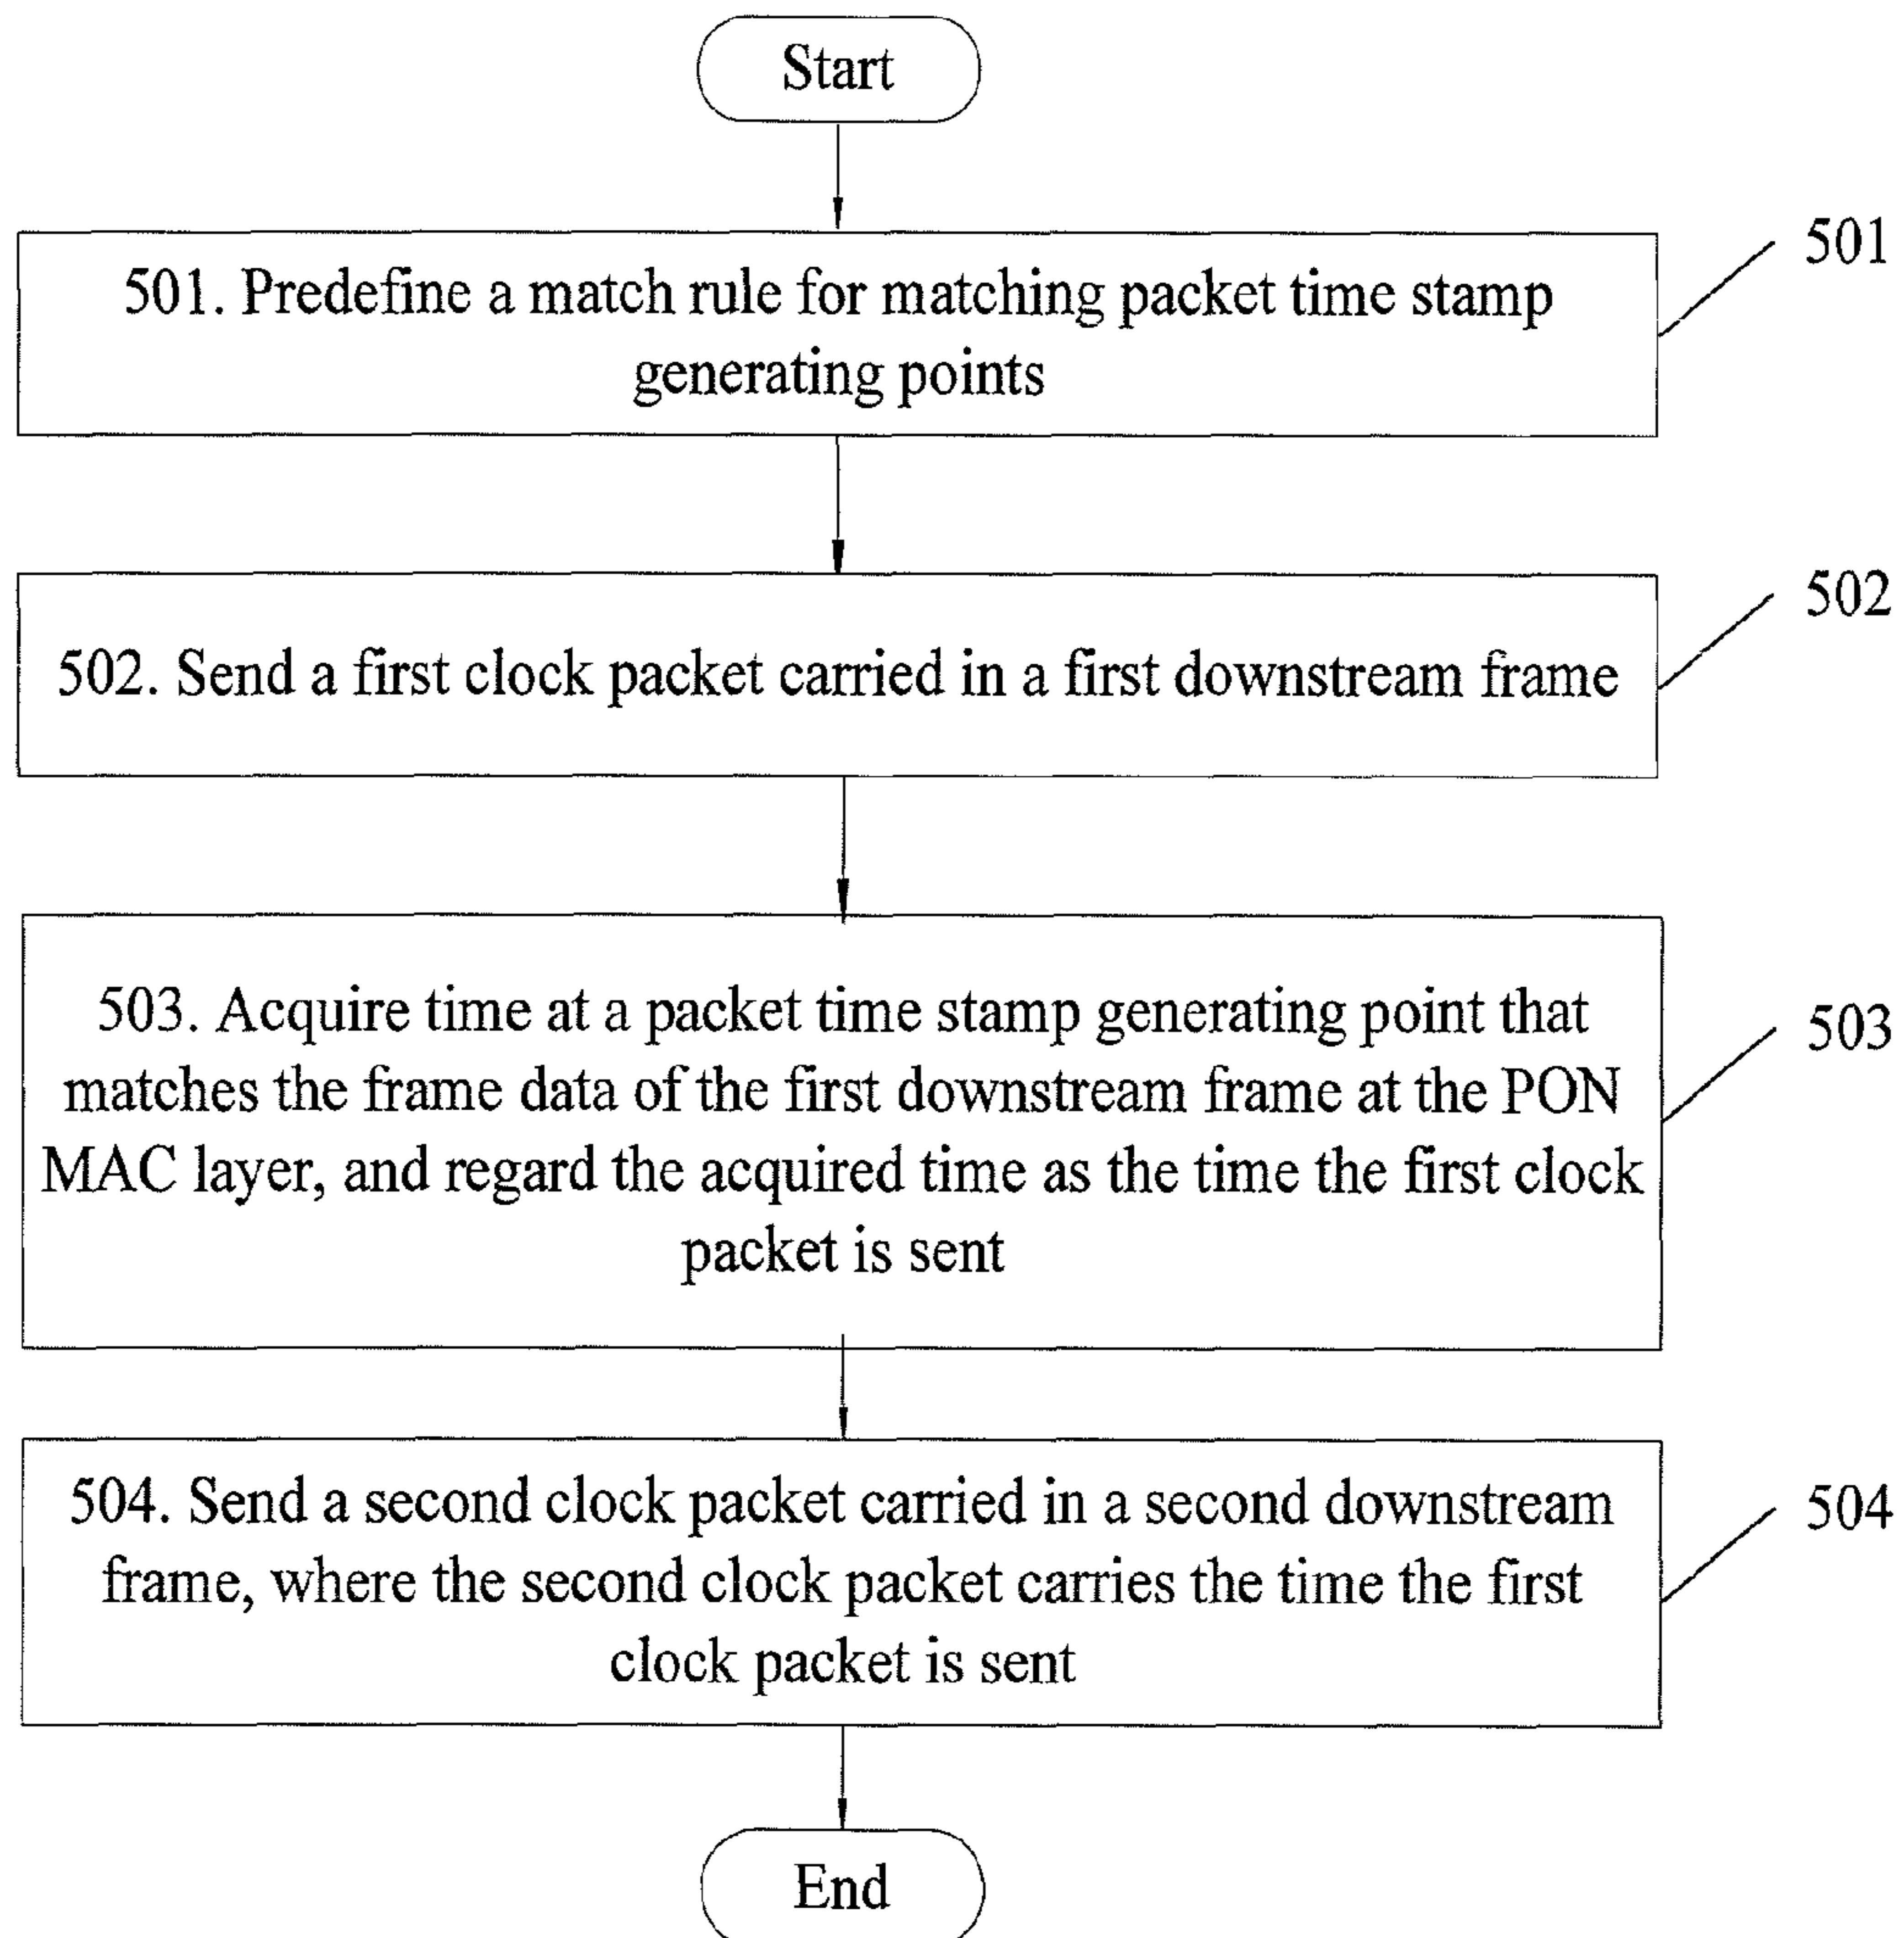 Start
501. Predefine a match rule for matching packet time stamp
generating points
501
502. Send a first clock packet carried in a first downstream frame
502
503. Acquire time at a packet time stamp generating point that
matches the frame data of the first downstream frame at the PON
MAC layer, and regard the acquired time as the time the first clock
packet is sent
503
504. Send a second clock packet carried in a second downstream
frame, where the second clock packet carries the time the first
clock packet is sent
504
End